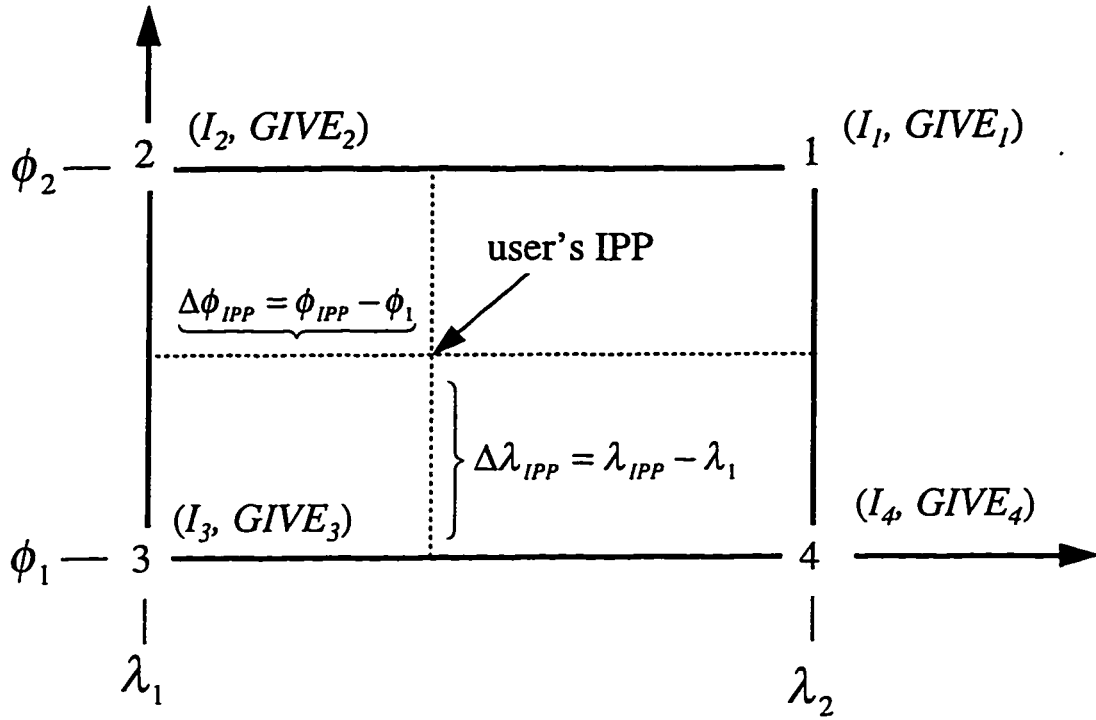 (I₂, GIVE₂)
(I₁, GIVE₁)
ϕ₂ — 2
1
user's IPP
Δϕ_IPP = ϕ_IPP − ϕ₁
Δλ_IPP = λ_IPP − λ₁
(I₃, GIVE₃)
(I₄, GIVE₄)
ϕ₁ — 3
4
λ₁
λ₂